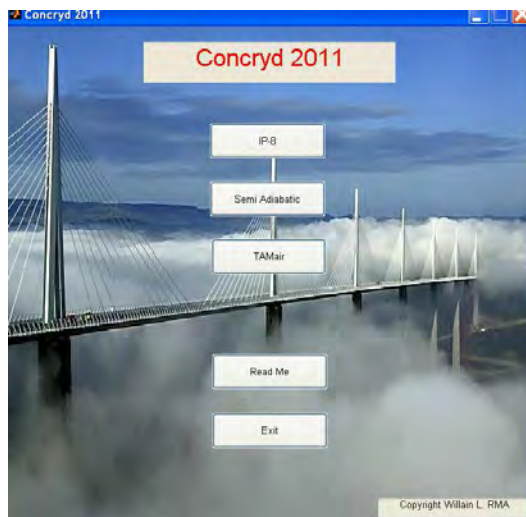 Concryd 2011
Concryd 2011
IP-8
Semi Adiabatic
TAMair
Read Me
Exit
Copyright Willain L. RMA